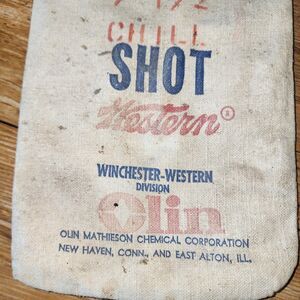 CHILL
SHOT
Western®
WINCHESTER-WESTERN
DIVISION
Olin
OLIN MATHIESON CHEMICAL CORPORATION
NEW HAVEN, CONN., AND EAST ALTON, ILL.